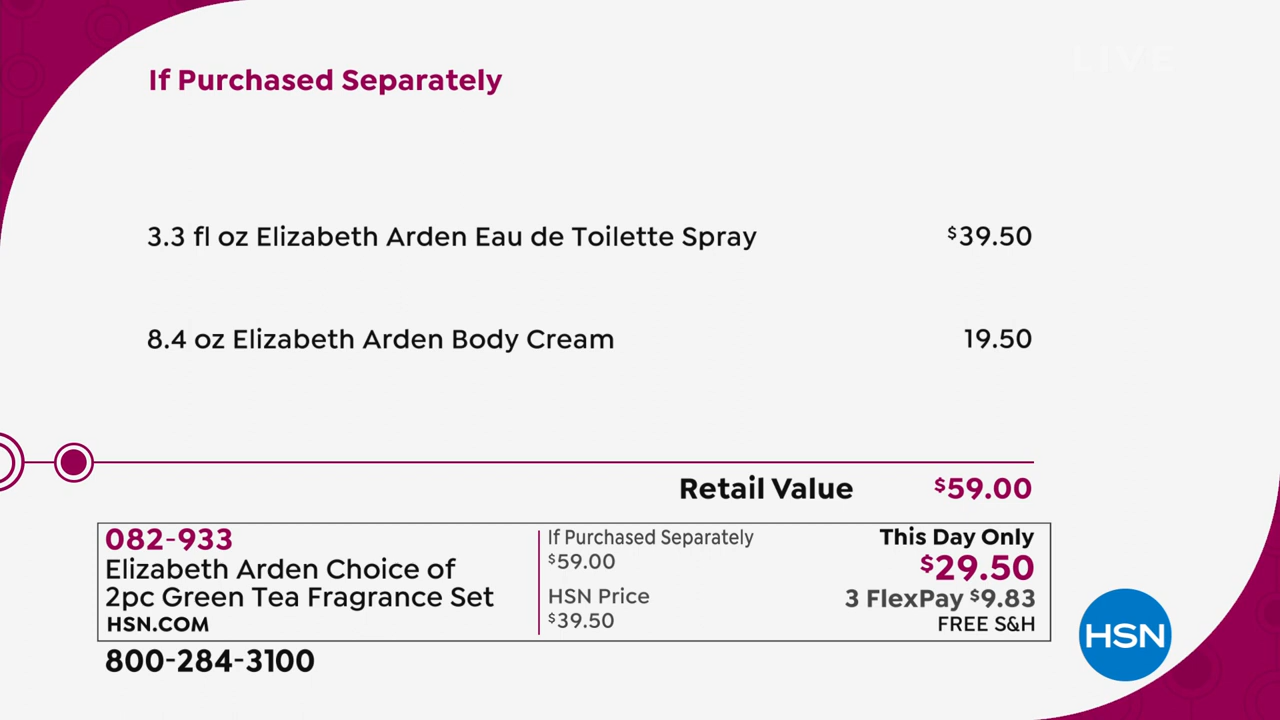 LIVE
If Purchased Separately
3.3 fl oz Elizabeth Arden Eau de Toilette Spray $39.50
8.4 oz Elizabeth Arden Body Cream 19.50
Retail Value $59.00
082-933
Elizabeth Arden Choice of
2pc Green Tea Fragrance Set
HSN.COM
If Purchased Separately
$59.00
HSN Price
$39.50
This Day Only
$29.50
3 FlexPay $9.83
FREE S&H
800-284-3100
HSN